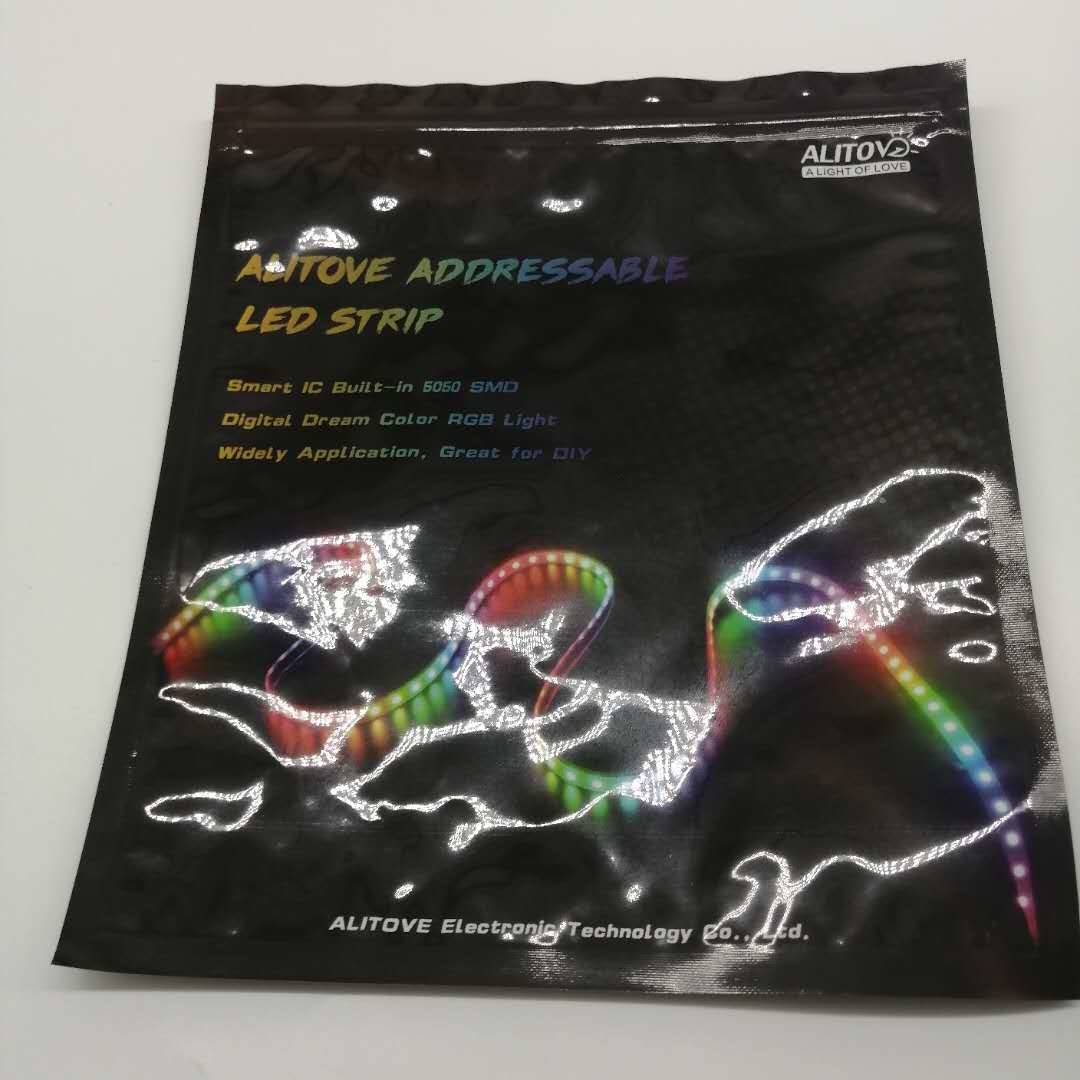 ALITOVE
A LIGHT OF LOVE
ALITOVE ADDRESSABLE
LED STRIP
Smart IC Built-in 5050 SMD
Digital Dream Color RGB Light
Widely Application, Great for DIY
ALITOVE Electronic Technology Co., Ltd.